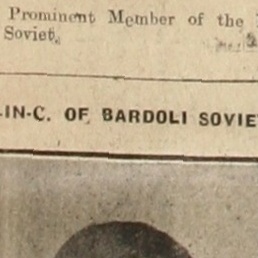 Prominent Member of the
Soviet.
-IN-C. OF BARDOLI SOVIE